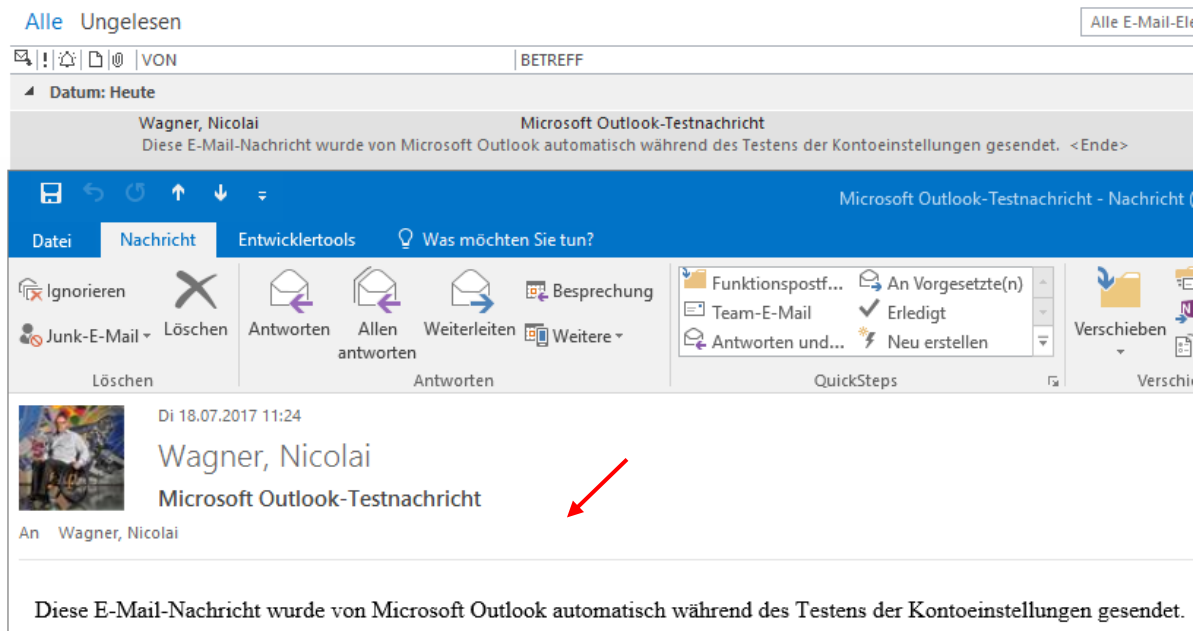 Alle Ungelesen
Alle E-Mail-Ele
! VON BETREFF
Datum: Heute
Wagner, Nicolai Microsoft Outlook-Testnachricht
Diese E-Mail-Nachricht wurde von Microsoft Outlook automatisch während des Testens der Kontoeinstellungen gesendet. <Ende>
Microsoft Outlook-Testnachricht - Nachricht (
Datei Nachricht Entwicklertools Was möchten Sie tun?
Ignorieren
Junk-E-Mail
Löschen
Löschen
Antworten
Allen
antworten
Weiterleiten
Besprechung
Weitere
Antworten
Funktionspostf... An Vorgesetzte(n)
Team-E-Mail Erledigt
Antworten und... Neu erstellen
QuickSteps
Verschieben
N
Verschie
Di 18.07.2017 11:24
Wagner, Nicolai
Microsoft Outlook-Testnachricht
An Wagner, Nicolai
Diese E-Mail-Nachricht wurde von Microsoft Outlook automatisch während des Testens der Kontoeinstellungen gesendet.